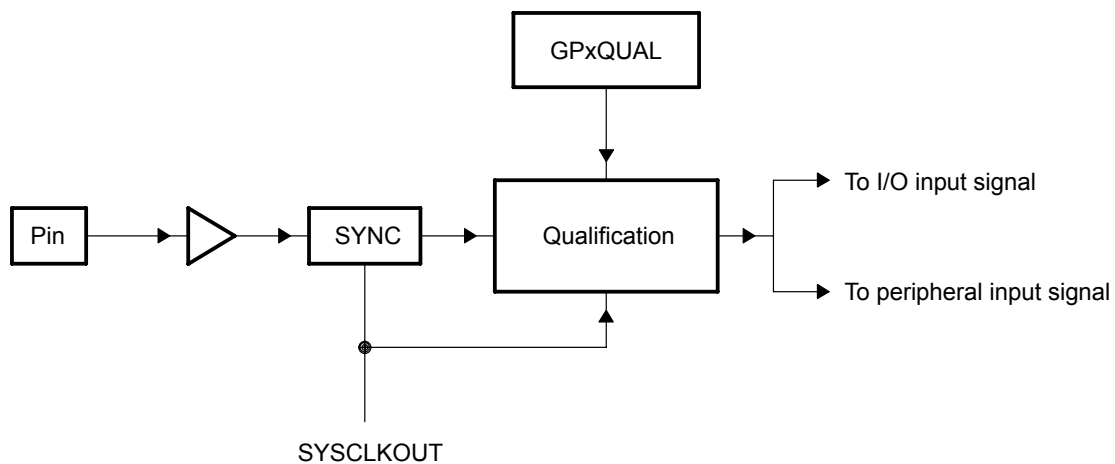 GPxQUAL
To I/O input signal
Pin
SYNC
Qualification
To peripheral input signal
SYSCLKOUT